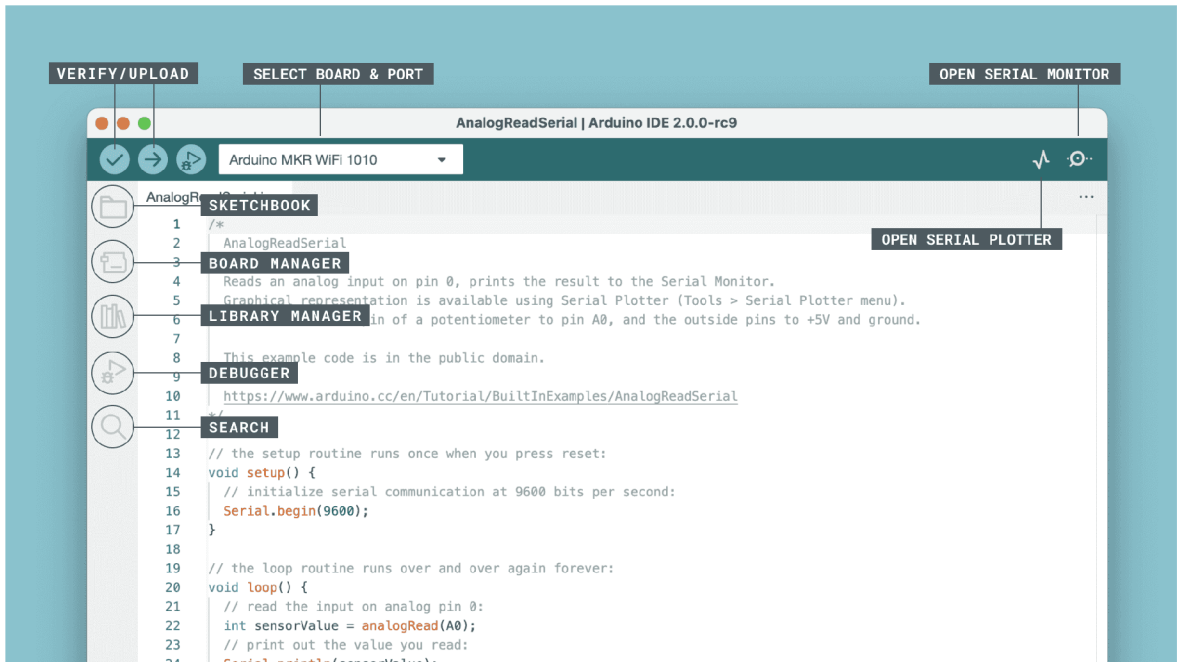 VERIFY/UPLOAD
SELECT BOARD & PORT
OPEN SERIAL MONITOR
AnalogReadSerial | Arduino IDE 2.0.0-rc9
Arduino MKR WiFi 1010
OPEN SERIAL PLOTTER
SKETCHBOOK
BOARD MANAGER
LIBRARY MANAGER
DEBUGGER
SEARCH
1 /*
2 AnalogReadSerial
3
4 Reads an analog input on pin 0, prints the result to the Serial Monitor.
5 Graphical representation is available using Serial Plotter (Tools > Serial Plotter menu).
6 of a potentiometer to pin A0, and the outside pins to +5V and ground.
7
8 This example code is in the public domain.
9
10 https://www.arduino.cc/en/Tutorial/BuiltInExamples/AnalogReadSerial
11 */
12
13 // the setup routine runs once when you press reset:
14 void setup() {
15 // initialize serial communication at 9600 bits per second:
16 Serial.begin(9600);
17 }
18
19 // the loop routine runs over and over again forever:
20 void loop() {
21 // read the input on analog pin 0:
22 int sensorValue = analogRead(A0);
23 // print out the value you read:
24 Serial.println(sensorValue);